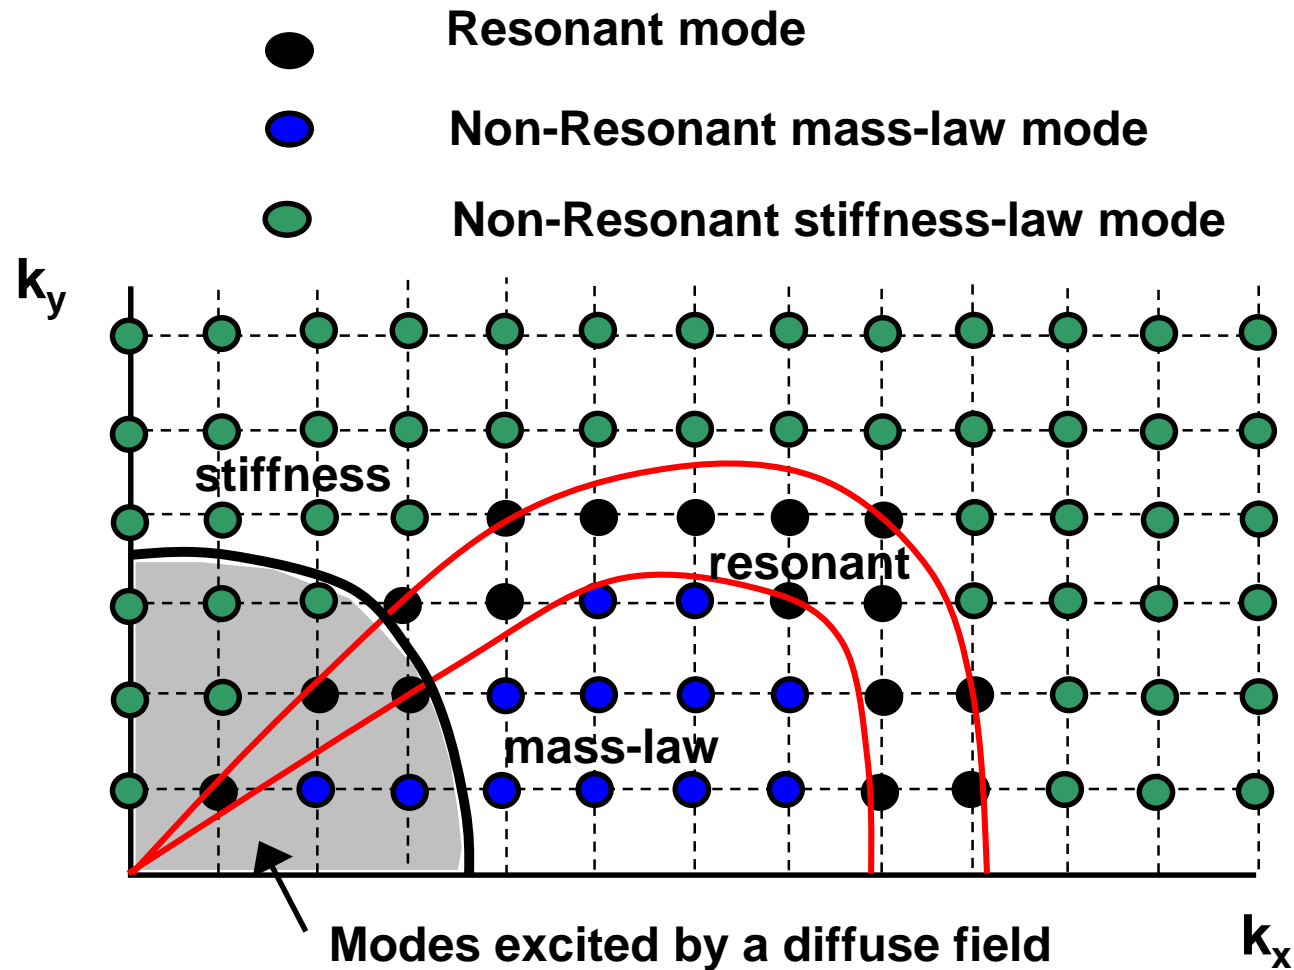 Resonant mode
Non-Resonant mass-law mode
Non-Resonant stiffness-law mode
ky
stiffness
resonant
mass-law
Modes excited by a diffuse field
kx